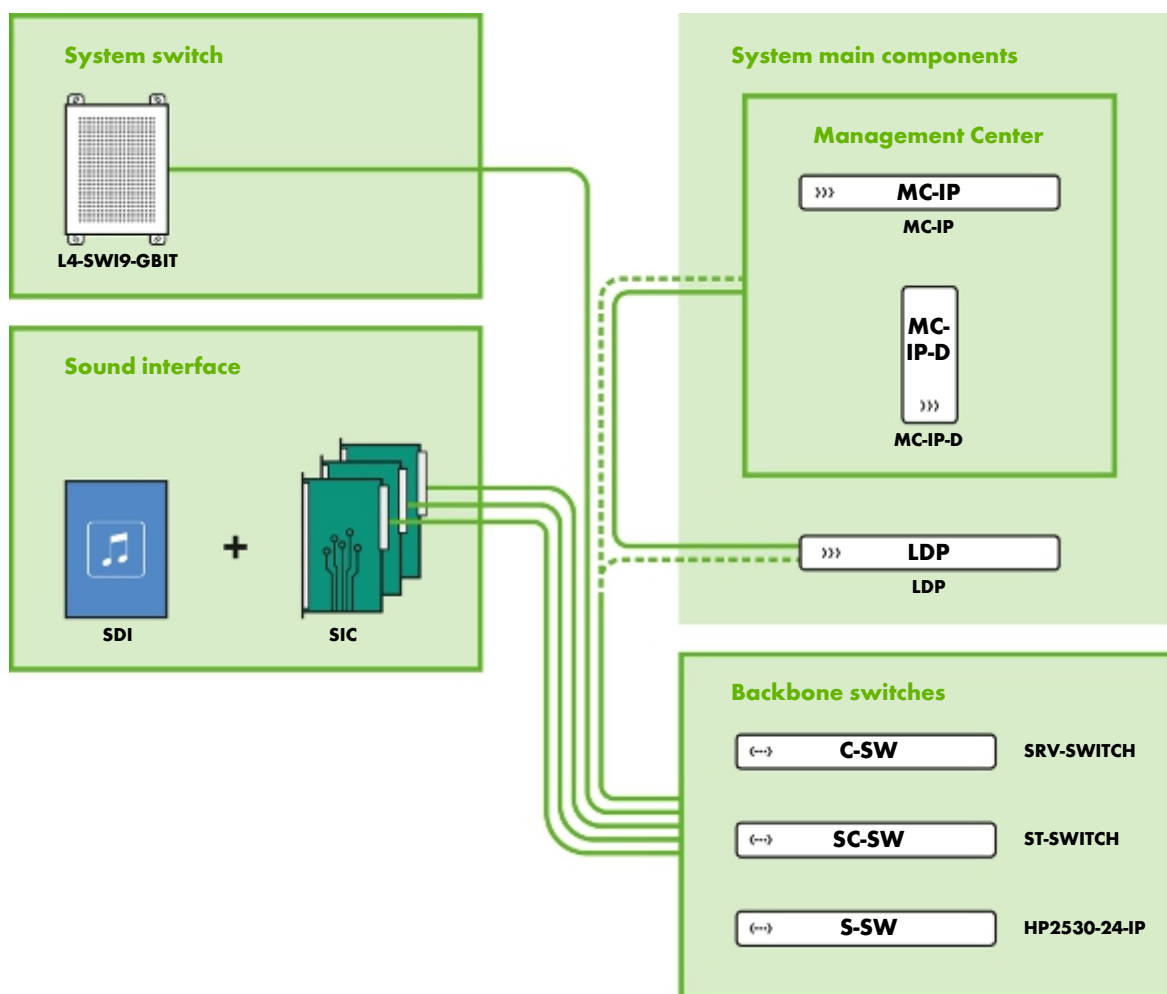 System switch
L4-SWI9-GBIT
Sound interface
+
SDI
SIC
System main components
Management Center
MC-IP
MC-IP
MC-
IP-D
MC-IP-D
LDP
LDP
Backbone switches
C-SW
SRV-SWITCH
SC-SW
ST-SWITCH
S-SW
HP2530-24-IP